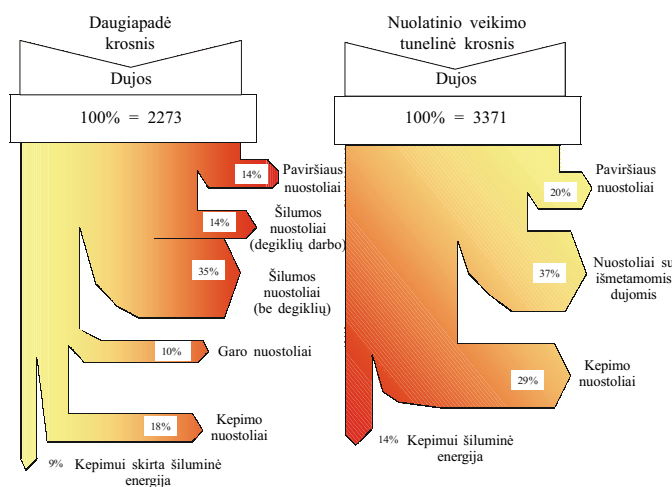 Daugiapadė
krosnis
Dujos
100% = 2273
14%
Paviršiaus
nuostoliai
14%
Šilumos
nuostoliai
(degiklių darbo)
35%
Šilumos
nuostoliai
(be degiklių)
10%
Garo nuostoliai
18%
Kepimo
nuostoliai
9%
Kepimui skirta šiluminė
energija
Nuolatinio veikimo
tunelinė krosnis
Dujos
100% = 3371
20%
Paviršiaus
nuostoliai
37%
Nuostoliai su
išmetamomis
dujomis
29%
Kepimo
nuostoliai
14%
Kepimui šiluminė
energija